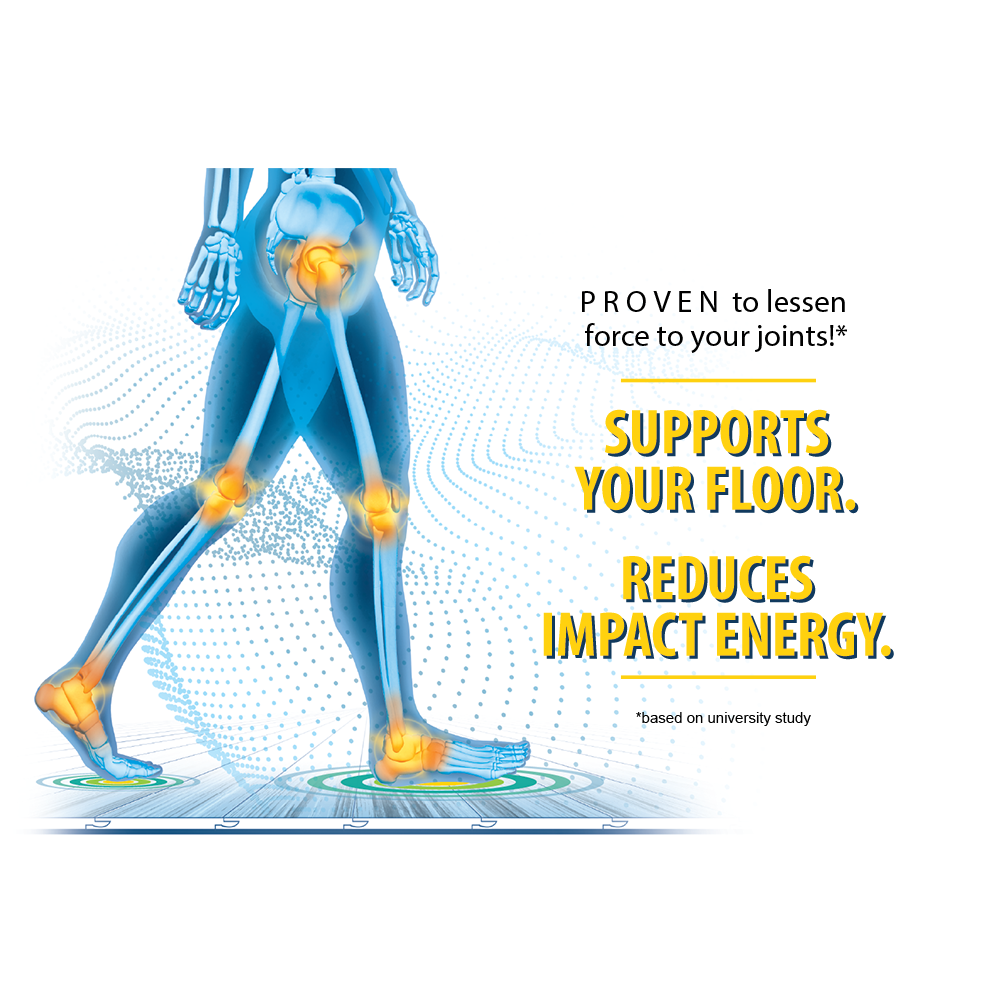 PROVEN to lessen
force to your joints!*
SUPPORTS
YOUR FLOOR.
REDUCES
IMPACT ENERGY.
*based on university study